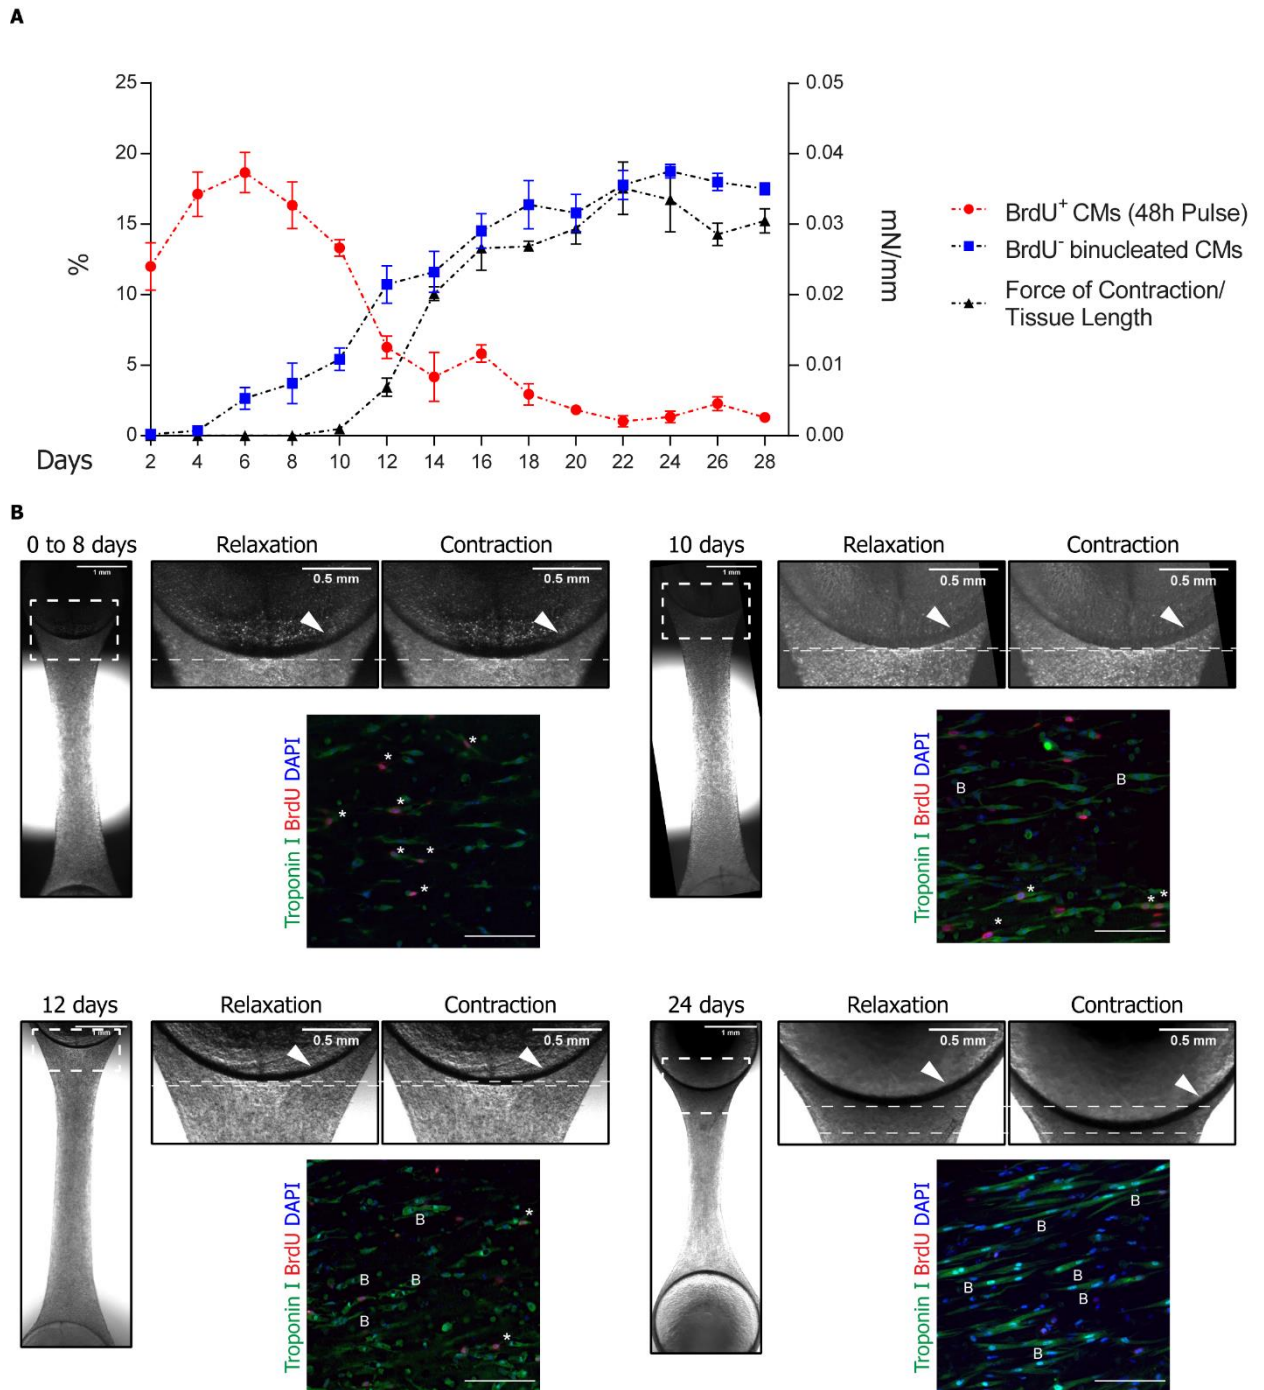 A
25
20
15
10
5
0
%
0.05
0.04
0.03
0.02
0.01
0.00
mN/mm
Days
2 4 6 8 10 12 14 16 18 20 22 24 26 28
BrdU⁺ CMs (48h Pulse)
BrdU⁻ binucleated CMs
Force of Contraction/
Tissue Length
B
0 to 8 days
Relaxation
Contraction
1 mm
0.5 mm
0.5 mm
Troponin I BrdU DAPI
*
*
*
*
* *
*
10 days
Relaxation
Contraction
1 mm
0.5 mm
0.5 mm
Troponin I BrdU DAPI
B
B
*
* *
*
12 days
Relaxation
Contraction
1 mm
0.5 mm
0.5 mm
Troponin I BrdU DAPI
B
*
B B
B
*
24 days
Relaxation
Contraction
1 mm
0.5 mm
0.5 mm
Troponin I BrdU DAPI
B
B
B
B
B
B